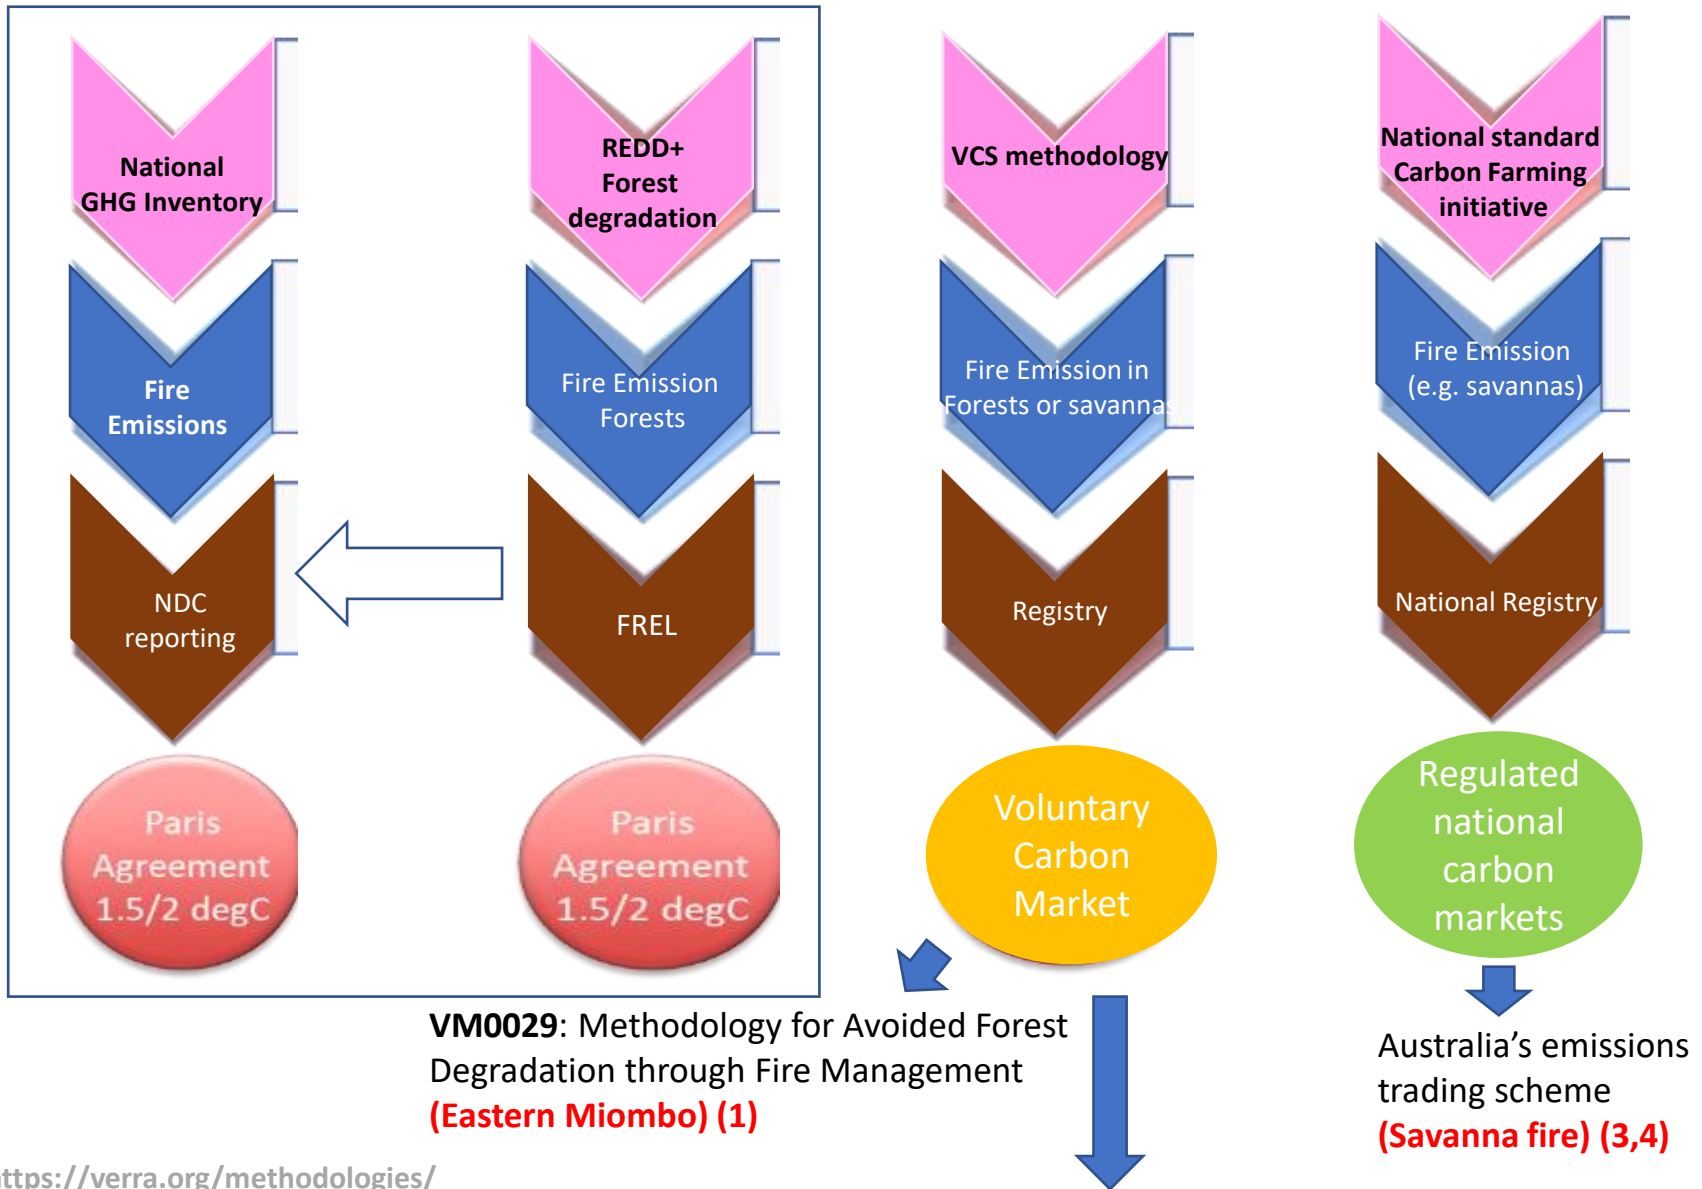 National
GHG Inventory
Fire
Emissions
NDC
reporting
Paris
Agreement
1.5/2 degC
REDD+
Forest
degradation
Fire Emission
Forests
FREL
Paris
Agreement
1.5/2 degC
VCS methodology
Fire Emission in
Forests or savannas
Registry
Voluntary
Carbon
Market
National standard
Carbon Farming
initiative
Fire Emission
(e.g. savannas)
National Registry
Regulated
national
carbon
markets
VM0029: Methodology for Avoided Forest
Degradation through Fire Management
(Eastern Miombo) (1)
Australia’s emissions
trading scheme
(Savanna fire) (3,4)
https://verra.org/methodologies/